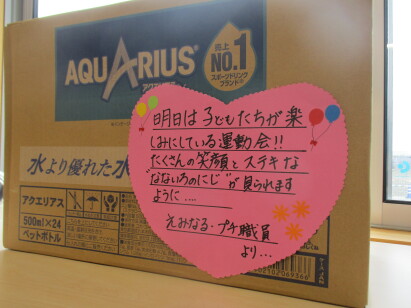 AQUARIUS
売上
NO.1
スポーツドリンク
ブランド
水より優れた水
アクエリアス
500ml×24
ペットボトル
明日は子どもたちが楽
しみにしている運動会!!
たくさんの笑顔とステキな
"なないろのにじ"が見られます
ように....
えみなる・プチ職員
より...